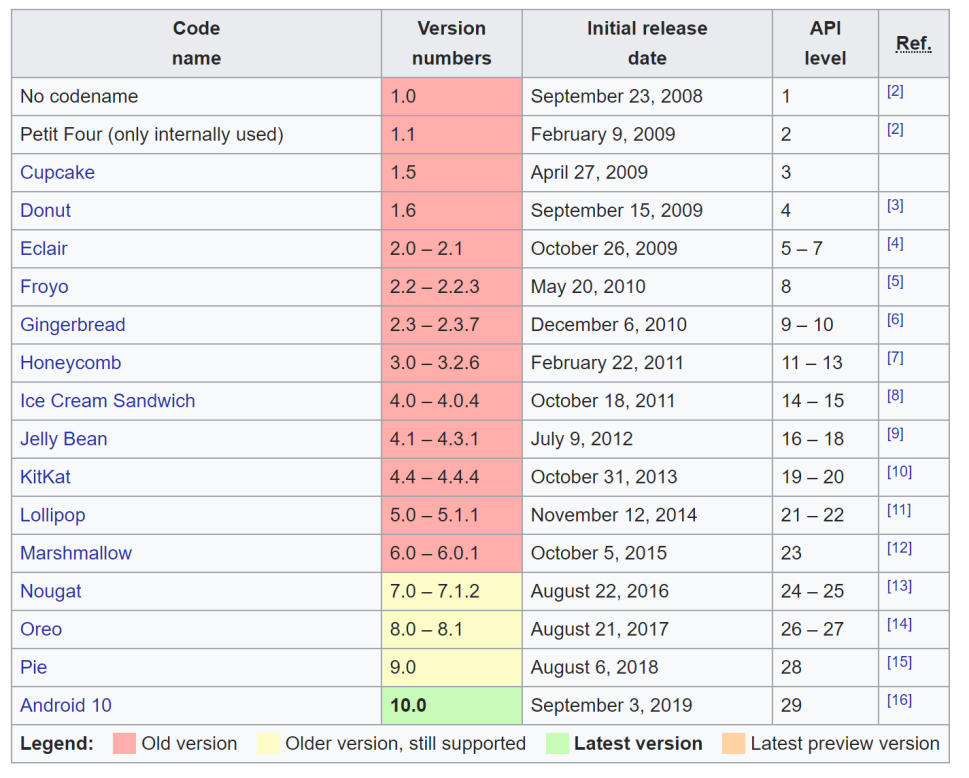 Code name Version numbers Initial release date API level Ref.
No codename 1.0 September 23, 2008 1 [2]
Petit Four (only internally used) 1.1 February 9, 2009 2 [2]
Cupcake 1.5 April 27, 2009 3
Donut 1.6 September 15, 2009 4 [3]
Eclair 2.0 – 2.1 October 26, 2009 5 – 7 [4]
Froyo 2.2 – 2.2.3 May 20, 2010 8 [5]
Gingerbread 2.3 – 2.3.7 December 6, 2010 9 – 10 [6]
Honeycomb 3.0 – 3.2.6 February 22, 2011 11 – 13 [7]
Ice Cream Sandwich 4.0 – 4.0.4 October 18, 2011 14 – 15 [8]
Jelly Bean 4.1 – 4.3.1 July 9, 2012 16 – 18 [9]
KitKat 4.4 – 4.4.4 October 31, 2013 19 – 20 [10]
Lollipop 5.0 – 5.1.1 November 12, 2014 21 – 22 [11]
Marshmallow 6.0 – 6.0.1 October 5, 2015 23 [12]
Nougat 7.0 – 7.1.2 August 22, 2016 24 – 25 [13]
Oreo 8.0 – 8.1 August 21, 2017 26 – 27 [14]
Pie 9.0 August 6, 2018 28 [15]
Android 10 10.0 September 3, 2019 29 [16]
Legend: Old version Older version, still supported Latest version Latest preview version